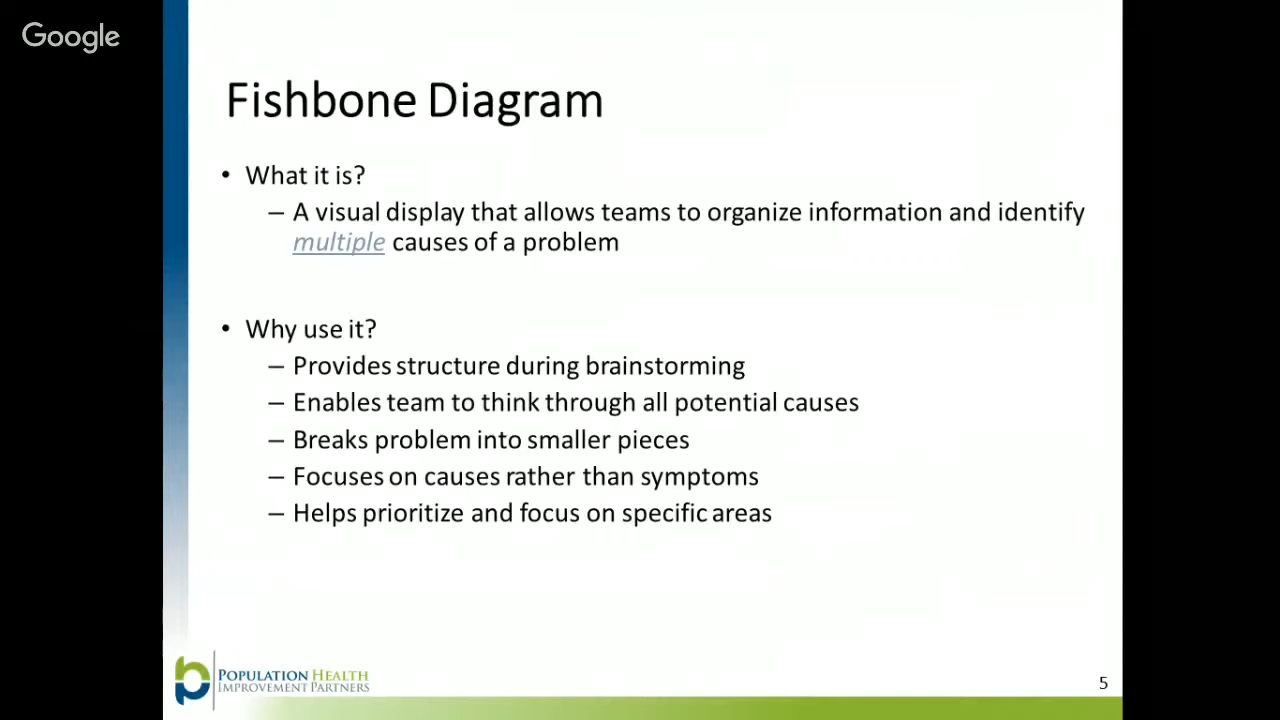 Google
Fishbone Diagram
• What it is?
– A visual display that allows teams to organize information and identify
multiple causes of a problem
• Why use it?
– Provides structure during brainstorming
– Enables team to think through all potential causes
– Breaks problem into smaller pieces
– Focuses on causes rather than symptoms
– Helps prioritize and focus on specific areas
POPULATION HEALTH
IMPROVEMENT PARTNERS
5